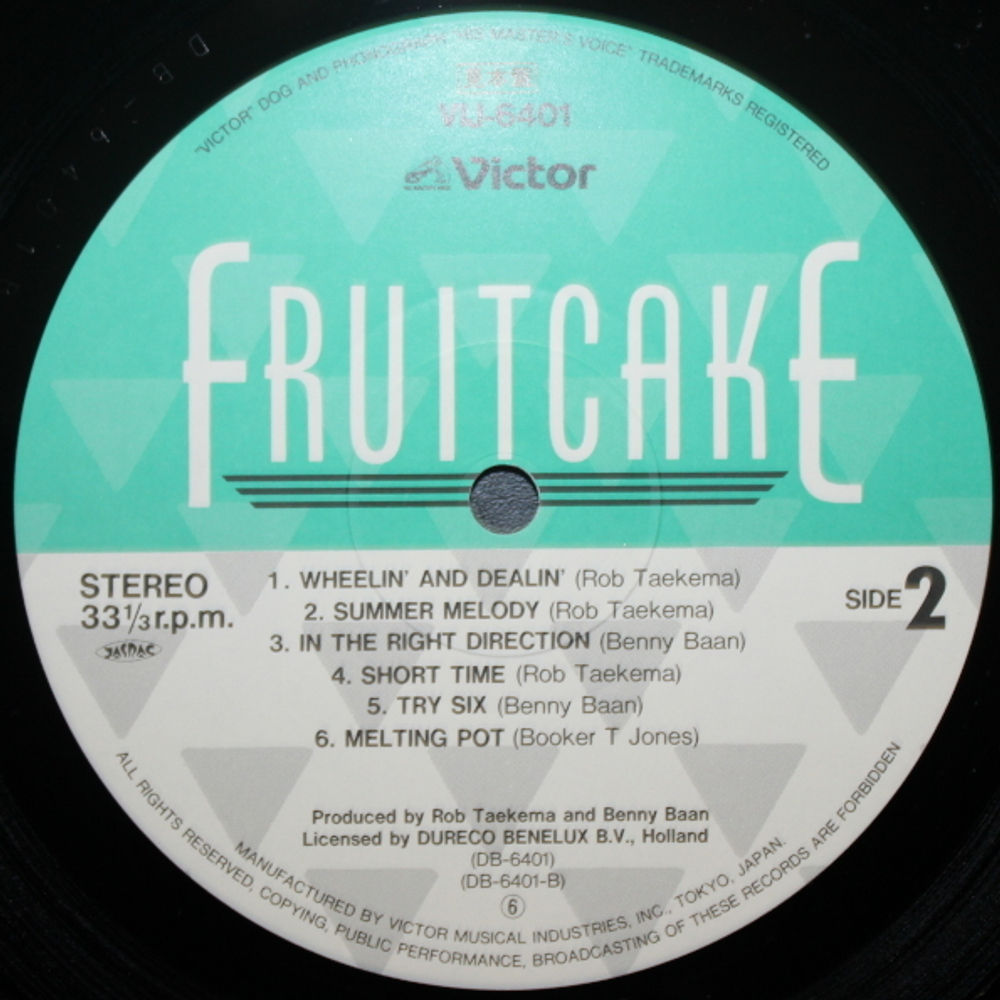 "VICTOR" DOG AND PHONOGRAPH "HIS MASTER'S VOICE" TRADEMARKS REGISTERED
VIJ-6401
Victor
FRUITCAKE
STEREO
33 1/3 r.p.m.
JASRAC
SIDE 2
1. WHEELIN' AND DEALIN' (Rob Taekema)
2. SUMMER MELODY (Rob Taekema)
3. IN THE RIGHT DIRECTION (Benny Baan)
4. SHORT TIME (Rob Taekema)
5. TRY SIX (Benny Baan)
6. MELTING POT (Booker T Jones)
Produced by Rob Taekema and Benny Baan
Licensed by DURECO BENELUX B.V., Holland
(DB-6401)
(DB-6401-B)
⑥
MANUFACTURED BY VICTOR MUSICAL INDUSTRIES, INC., TOKYO, JAPAN.
ALL RIGHTS RESERVED, COPYING, PUBLIC PERFORMANCE, BROADCASTING OF THESE RECORDS ARE FORBIDDEN